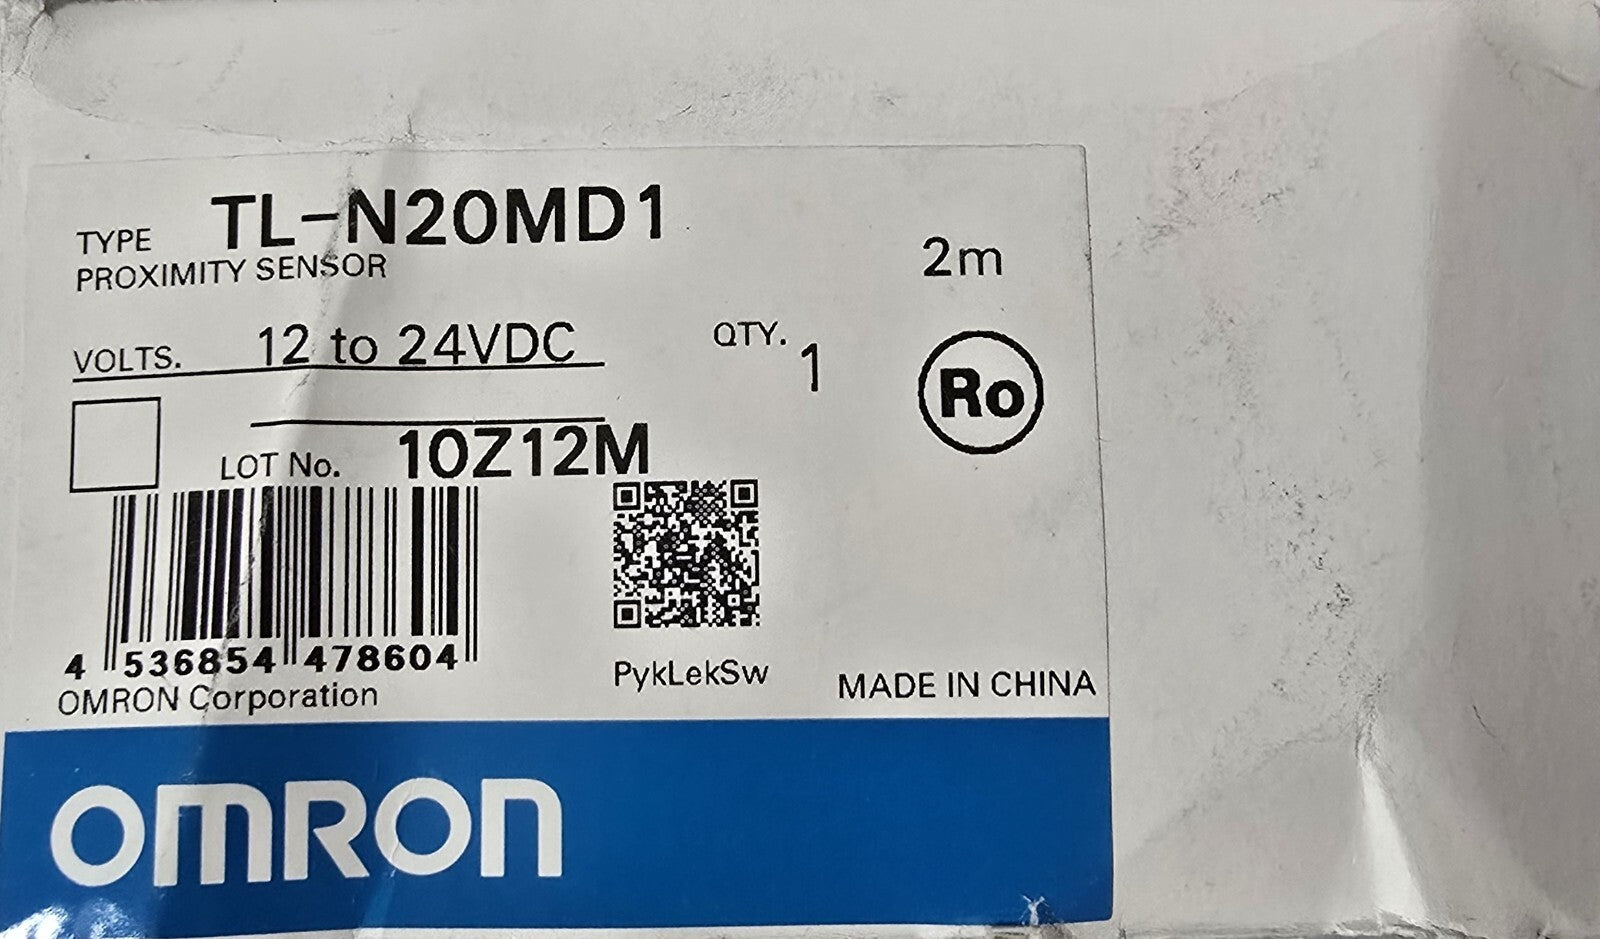 TYPE TL-N20MD1
PROXIMITY SENSOR
2m
VOLTS. 12 to 24VDC
QTY. 1
Ro
LOT No. 10Z12M
4 536854 478604
PykLekSw
OMRON Corporation
MADE IN CHINA
OMRON